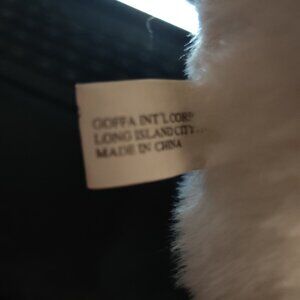 GOFFA INT'L CORP
LONG ISLAND CITY...
MADE IN CHINA